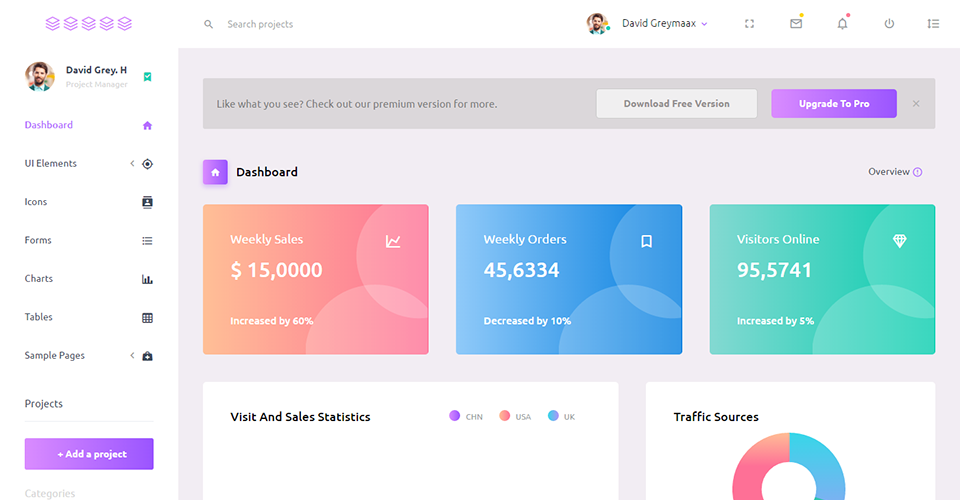 Search projects
David Greymaax
David Grey. H
Project Manager
Dashboard
UI Elements
Icons
Forms
Charts
Tables
Sample Pages
Projects
+ Add a project
Categories
Like what you see? Check out our premium version for more.
Download Free Version
Upgrade To Pro
Dashboard
Overview
Weekly Sales
$ 15,0000
Increased by 60%
Weekly Orders
45,6334
Decreased by 10%
Visitors Online
95,5741
Increased by 5%
Visit And Sales Statistics
CHN
USA
UK
Traffic Sources